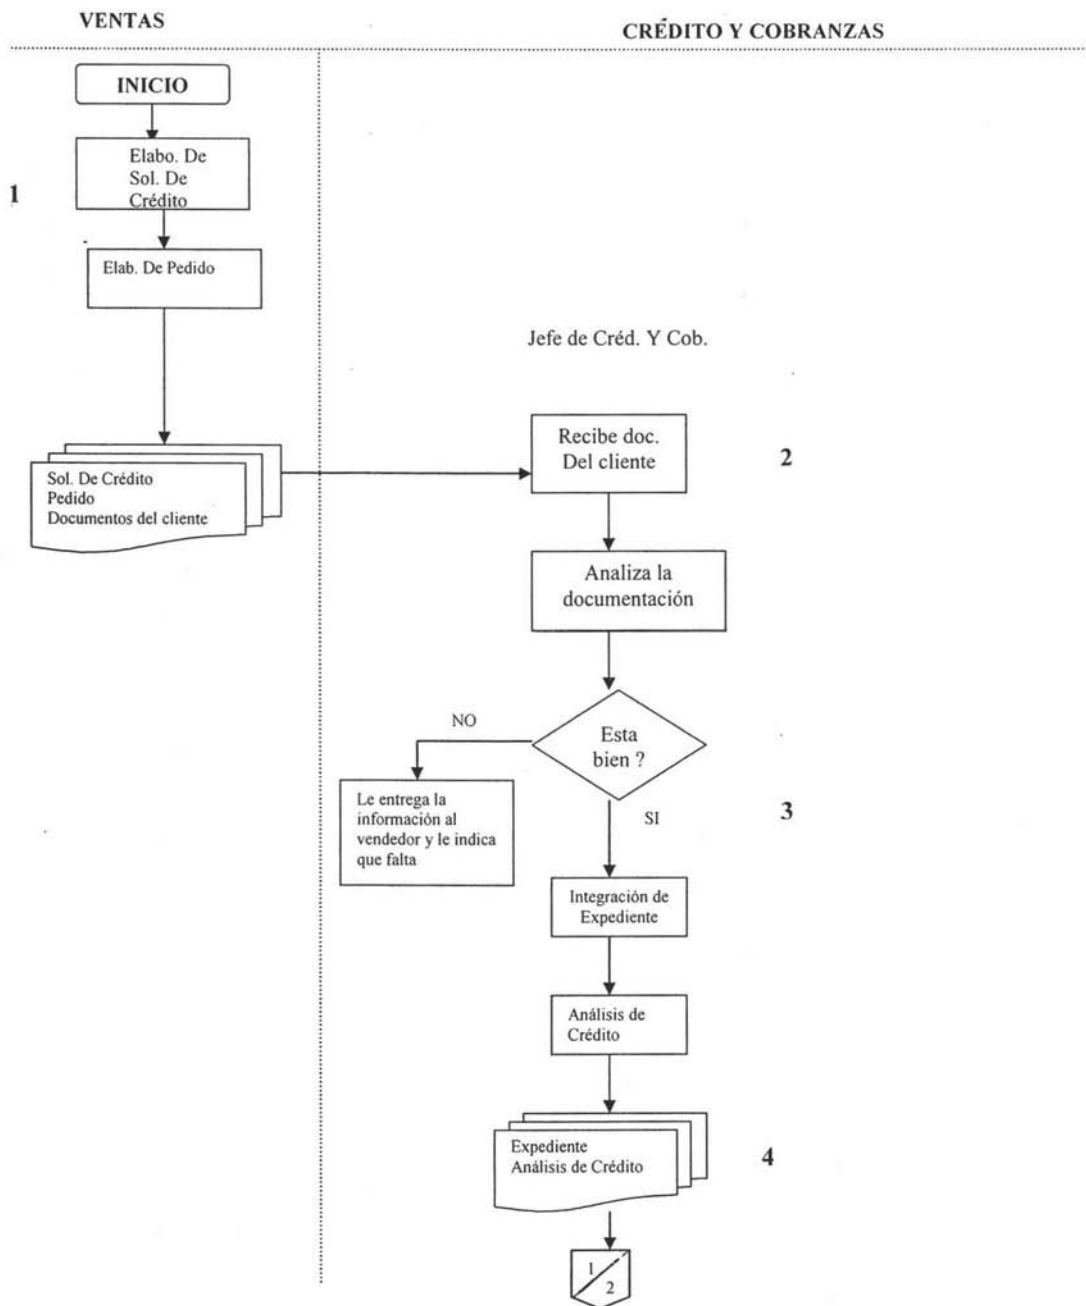 VENTAS
CRÉDITO Y COBRANZAS
INICIO
Elabo. De
Sol. De
Crédito
1
Elab. De Pedido
Jefe de Créd. Y Cob.
Recibe doc.
Del cliente
2
Sol. De Crédito
Pedido
Documentos del cliente
Analiza la
documentación
NO
Esta
bien ?
Le entrega la
información al
vendedor y le indica
que falta
SI
3
Integración de
Expediente
Análisis de
Crédito
Expediente
Análisis de Crédito
4
1
2